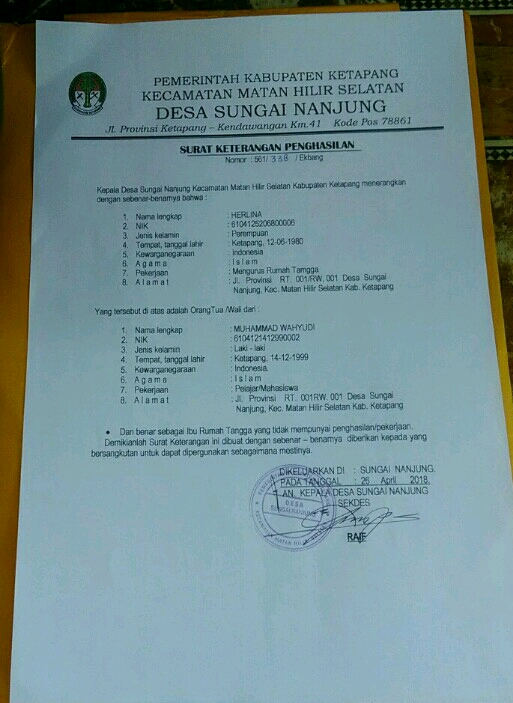 PEMERINTAH KABUPATEN KETAPANG
KECAMATAN MATAN HILIR SELATAN
DESA SUNGAI NANJUNG
Jl. Provinsi Ketapang – Kendawangan Km.41 Kode Pos 78861
SURAT KETERANGAN PENGHASILAN
Nomor : 561/ 338 / Ekbang
Kepala Desa Sungai Nanjung Kecamatan Matan Hilir Selatan Kabupaten Ketapang menerangkan
dengan sebenar-benarnya bahwa :
1. Nama lengkap : HERLINA
2. NIK : 6104125206800006
3. Jenis kelamin : Perempuan
4. Tempat, tanggal lahir : Ketapang, 12-06-1980
5. Kewarganegaraan : Indonesia
6. A g a m a : I s l a m
7. Pekerjaan : Mengurus Rumah Tamgga
8. A l a m a t : Jl. Provinsi RT. 001/RW. 001 Desa Sungai
Nanjung, Kec. Matan Hilir Selatan Kab. Ketapang
Yang tersebut di atas adalah OrangTua /Wali dari :
1. Nama lengkap : MUHAMMAD WAHYUDI
2. NIK : 6104121412990002
3. Jenis kelamin : Laki - laki
4. Tempat, tanggal lahir : Ketapang, 14-12-1999
5. Kewarganegaraan : Indonesia.
6. A g a m a : I s l a m
7. Pekerjaan : Pelajar/Mahasiswa
8. A l a m a t : Jl. Provinsi RT. 001RW. 001 Desa Sungai
Nanjung, Kec. Matan Hilir Selatan Kab. Ketapang
• Dan benar sebagai Ibu Rumah Tangga yang tidak mempunyai penghasilan/pekerjaan.
Demikianlah Surat Keterangan ini dibuat dengan sebenar – benarnya diberikan kepada yang
bersangkutan untuk dapat dipergunakan sebagaimana mestinya.
DIKELUARKAN DI : SUNGAI NANJUNG.
PADA TANGGAL : 26 April 2018.
AN. KEPALA DESA SUNGAI NANJUNG
SEKDES
DESA
SUNGAI NANJUNG